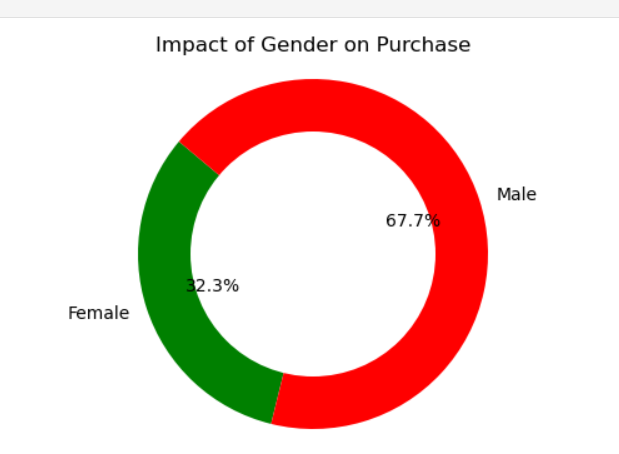 Impact of Gender on Purchase
Male
67.7%
32.3%
Female